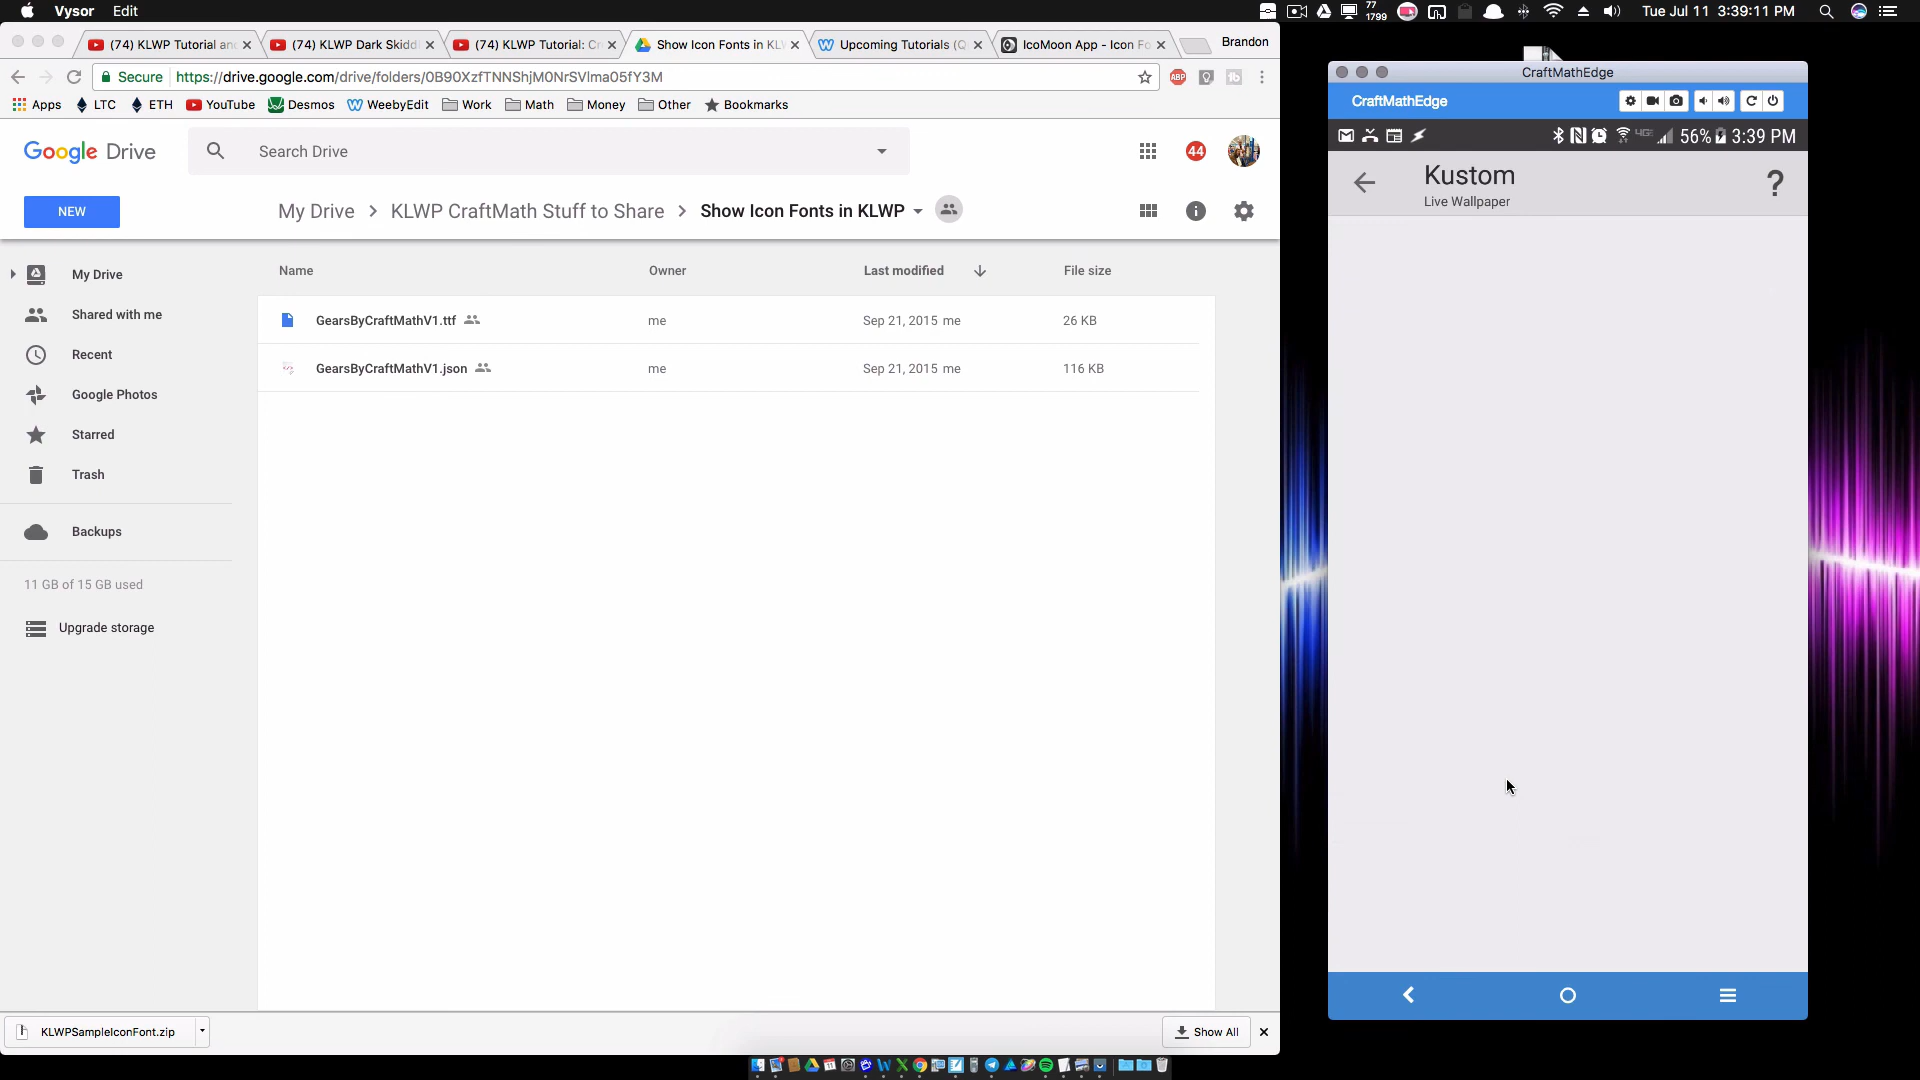 Vysor Edit
77
1799
Tue Jul 11 3:39:11 PM
(74) KLWP Tutorial an
(74) KLWP Dark Skidd
(74) KLWP Tutorial: Cr
Show Icon Fonts in KLW
Upcoming Tutorials (Q
IcoMoon App - Icon Fo
Brandon
Secure https://drive.google.com/drive/folders/0B90XzfTNNShjM0NrSVlma05fY3M
ABP
Apps LTC ETH YouTube Desmos WeebyEdit Work Math Money Other Bookmarks
Google Drive
Search Drive
44
NEW
My Drive > KLWP CraftMath Stuff to Share > Show Icon Fonts in KLWP
My Drive
Shared with me
Recent
Google Photos
Starred
Trash
Backups
11 GB of 15 GB used
Upgrade storage
Name Owner Last modified File size
GearsByCraftMathV1.ttf me Sep 21, 2015 me 26 KB
GearsByCraftMathV1.json me Sep 21, 2015 me 116 KB
KLWPSampleIconFont.zip
Show All
CraftMathEdge
CraftMathEdge
56% 3:39 PM
Kustom
Live Wallpaper
?